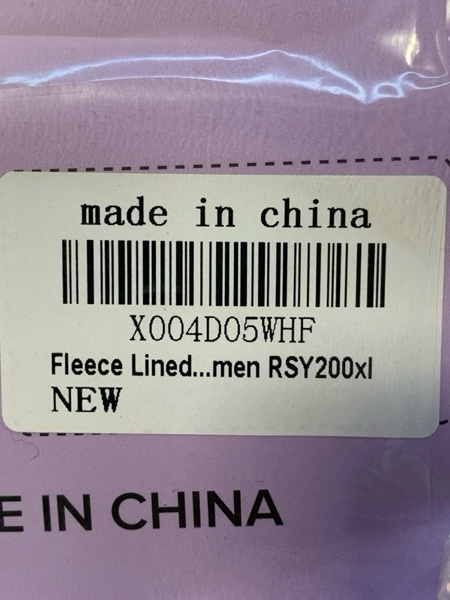 made in china
X004D05WHF
Fleece Lined...men RSY200xl
NEW
E IN CHINA